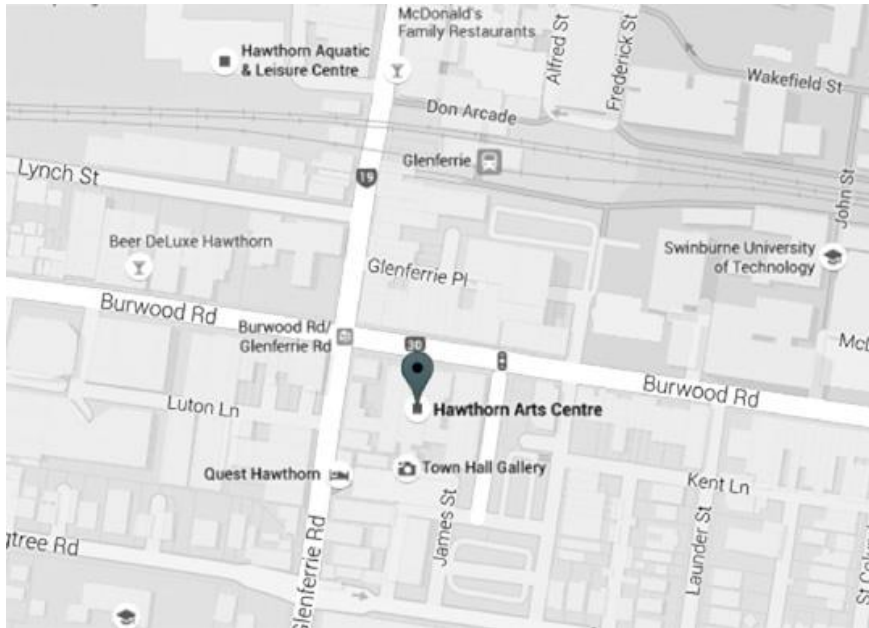 McDonald's
Family Restaurants
Hawthorn Aquatic
& Leisure Centre
Alfred St
Frederick St
Wakefield St
Don Arcade
Glenferrie
Lynch St
19
John St
Beer DeLuxe Hawthorn
Swinburne University
of Technology
Glenferrie Pl
Burwood Rd
Burwood Rd/
Glenferrie Rd
30
McD
Burwood Rd
Luton Ln
Hawthorn Arts Centre
Quest Hawthorn
Town Hall Gallery
Kent Ln
James St
Launder St
gtree Rd
Glenferrie Rd
St Colum